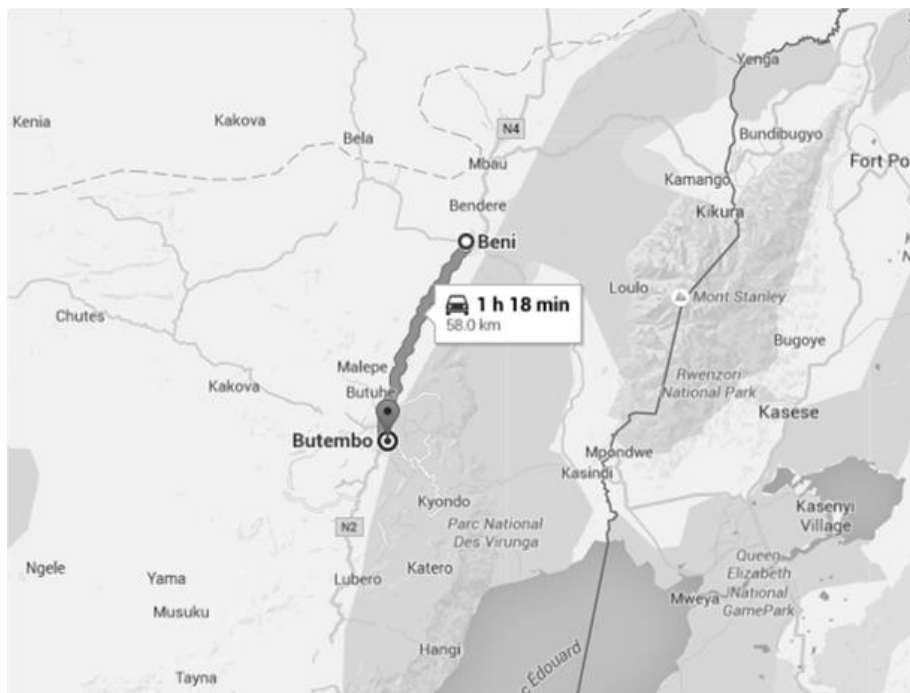 Yenga
Kenia
Kakova
Bela
N4
Bundibugyo
Mbau
Fort Po
Kamango
Bendere
Kikura
Beni
Loulo
Mont Stanley
1 h 18 min
58.0 km
Chutes
Bugoye
Malepe
Kakova
Butuhe
Rwenzori
National Park
Kasese
Butembo
Mpondwe
Kasindi
Kyondo
Kasenyi
Village
N2
Parc National
Des Virunga
Ngele
Yama
Lubero
Katero
Queen
Elizabeth
National
GamePark
Mweya
Musuku
Hangi
Édouard
Tayna